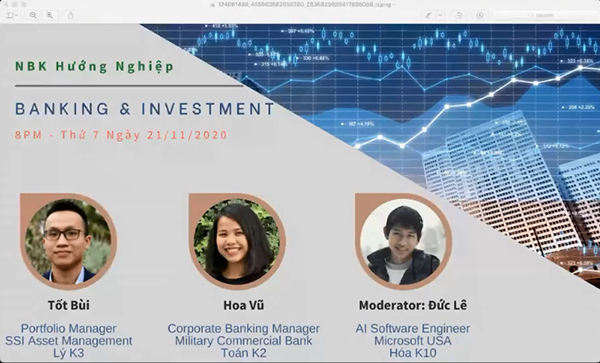 NBK Hướng Nghiệp
BANKING & INVESTMENT
8PM - Thứ 7 Ngày 21/11/2020
Tốt Bùi
Portfolio Manager
SSI Asset Management
Lý K3
Hoa Vũ
Corporate Banking Manager
Military Commercial Bank
Toán K2
Moderator: Đức Lê
AI Software Engineer
Microsoft USA
Hóa K10
Search